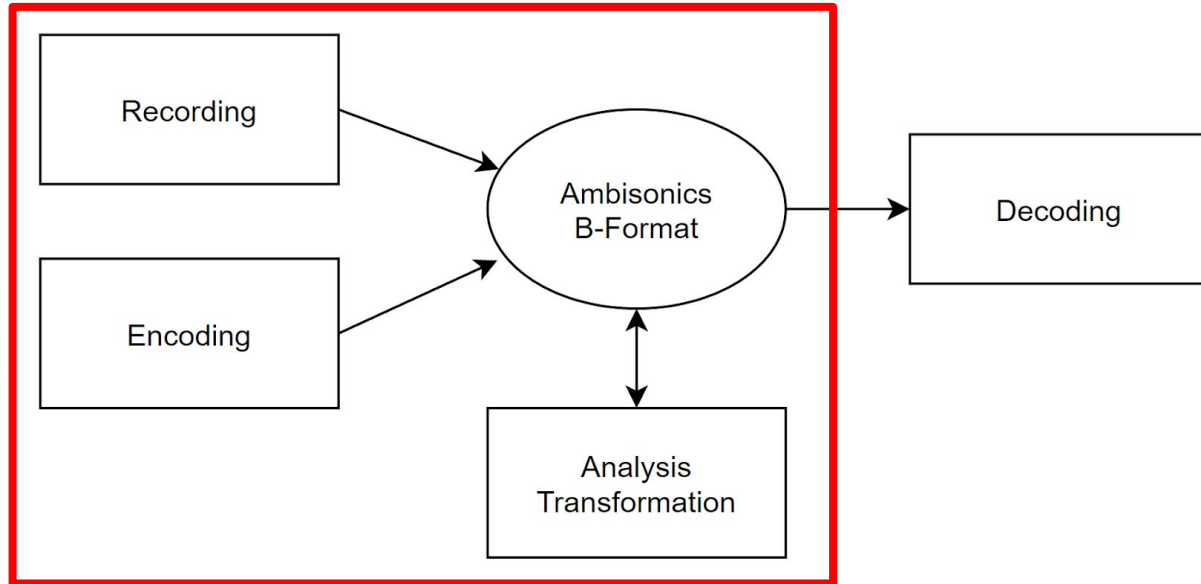 Recording
Encoding
Ambisonics
B-Format
Analysis
Transformation
Decoding